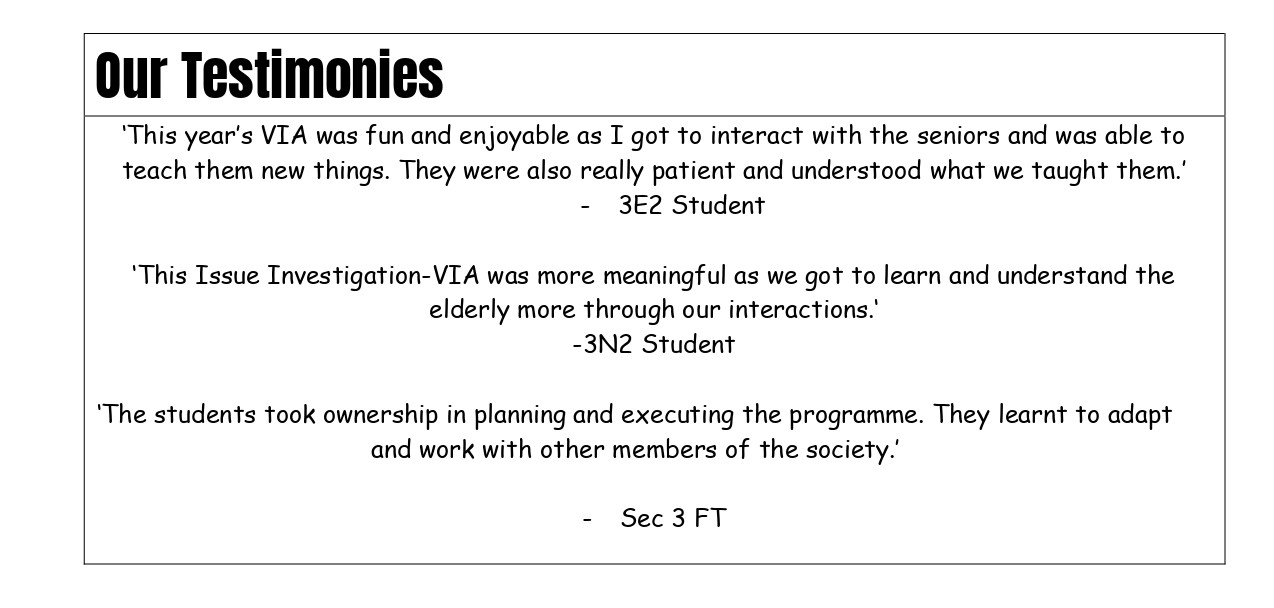 Our Testimonies
‘This year’s VIA was fun and enjoyable as I got to interact with the seniors and was able to
teach them new things. They were also really patient and understood what we taught them.’
- 3E2 Student
‘This Issue Investigation-VIA was more meaningful as we got to learn and understand the
elderly more through our interactions.‘
-3N2 Student
‘The students took ownership in planning and executing the programme. They learnt to adapt
and work with other members of the society.’
- Sec 3 FT